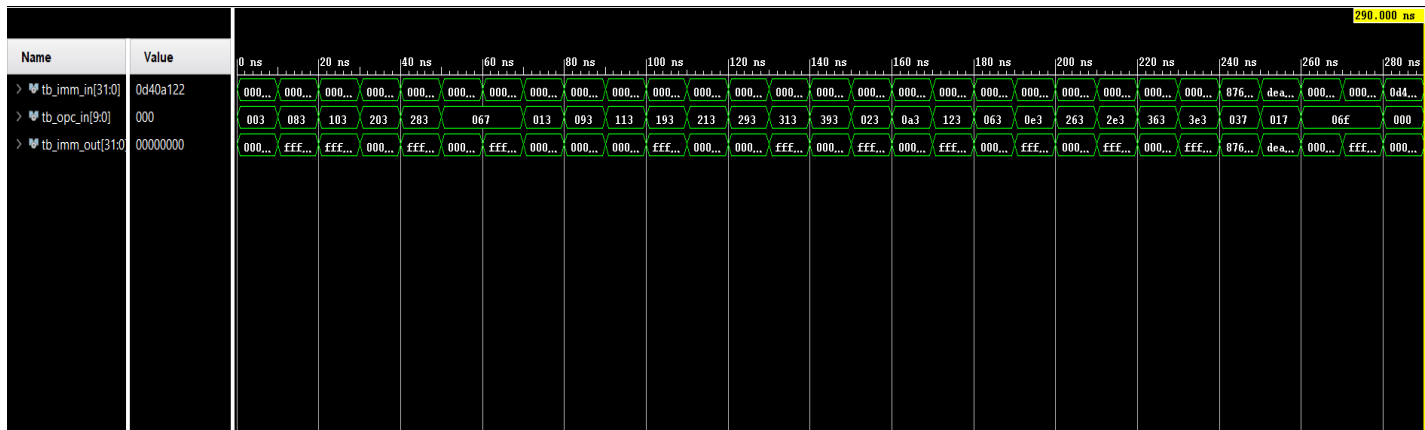 290.000 ns
Name Value 0 ns 20 ns 40 ns 60 ns 80 ns 100 ns 120 ns 140 ns 160 ns 180 ns 200 ns 220 ns 240 ns 260 ns 280 ns
tb_imm_in[31:0] 0d40a122 000... 000... 000... 000... 000... 000... 000... 000... 000... 000... 000... 000... 000... 000... 000... 000... 000... 000... 000... 000... 000... 000... 000... 000... 876... dea... 000... 000... 0d4...
tb_opc_in[9:0] 000 003 083 103 203 283 067 013 093 113 193 213 293 313 393 023 0a3 123 063 0e3 263 2e3 363 3e3 037 017 06f 000
tb_imm_out[31:0 00000000 000... fff... fff... 000... fff... 000... fff... 000... 000... 000... fff... 000... 000... fff... 000... fff... 000... fff... 000... fff... 000... fff... 000... fff... 876... dea... 000... fff... 000...